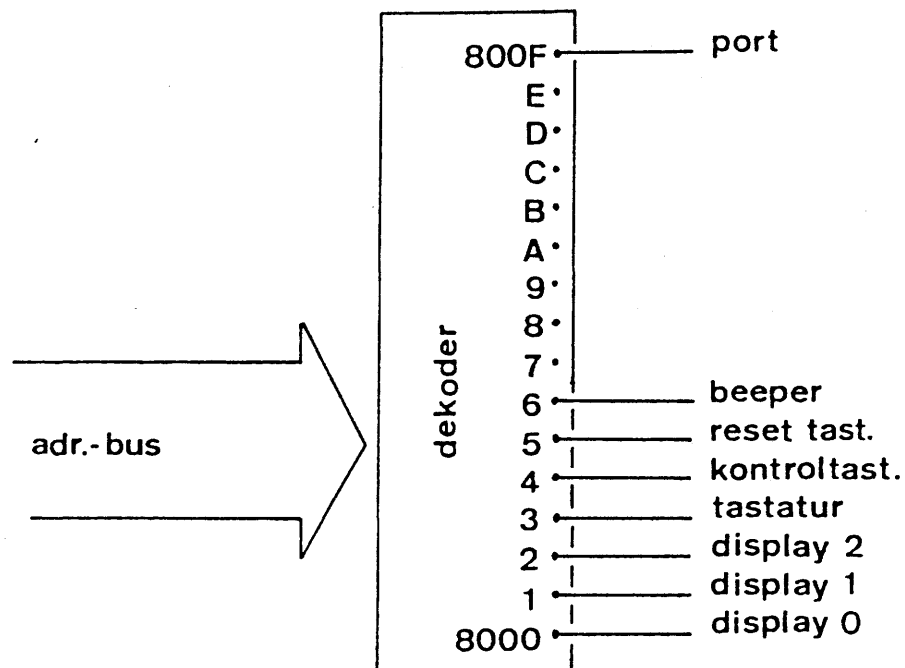 800F port
E
D
C
B
A
9
8
7
6 beeper
5 reset tast.
4 kontroltast.
3 tastatur
2 display 2
1 display 1
8000 display 0
dekoder
adr.-bus